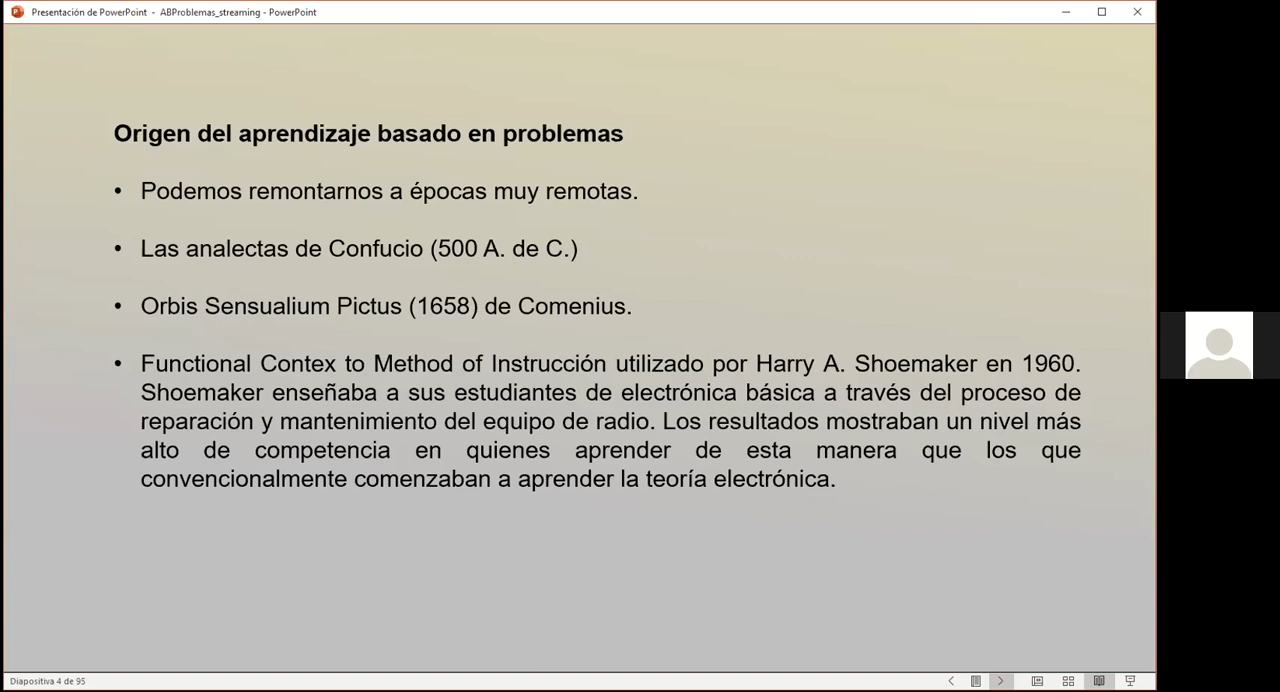 Presentación de PowerPoint - ABProblemas_streaming - PowerPoint
Origen del aprendizaje basado en problemas
• Podemos remontarnos a épocas muy remotas.
• Las analectas de Confucio (500 A. de C.)
• Orbis Sensualium Pictus (1658) de Comenius.
• Functional Contex to Method of Instrucción utilizado por Harry A. Shoemaker en 1960.
Shoemaker enseñaba a sus estudiantes de electrónica básica a través del proceso de
reparación y mantenimiento del equipo de radio. Los resultados mostraban un nivel más
alto de competencia en quienes aprender de esta manera que los que
convencionalmente comenzaban a aprender la teoría electrónica.
Diapositiva 4 de 95